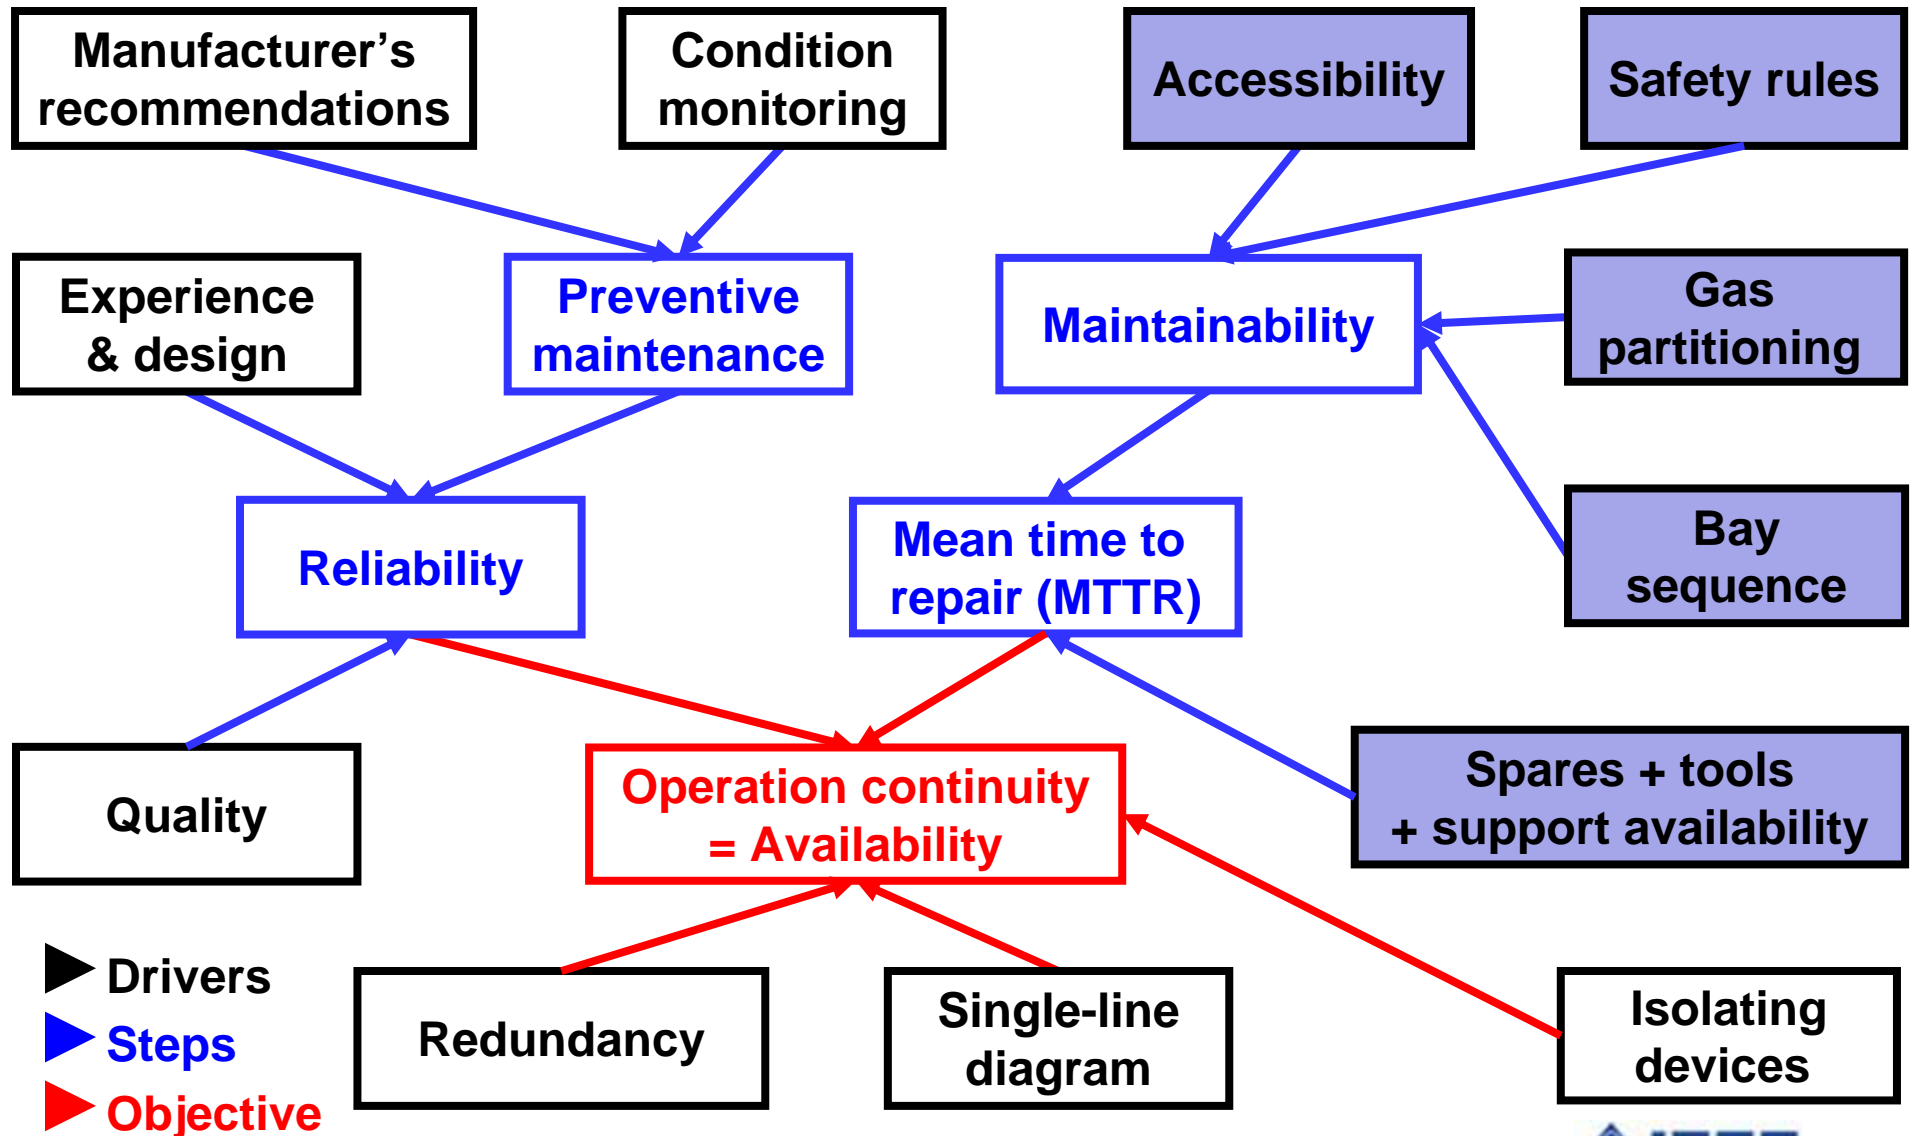 Manufacturer’s
recommendations
Condition
monitoring
Accessibility
Safety rules
Experience
& design
Preventive
maintenance
Maintainability
Gas
partitioning
Reliability
Mean time to
repair (MTTR)
Bay
sequence
Quality
Operation continuity
= Availability
Spares + tools
+ support availability
Drivers
Steps
Objective
Redundancy
Single-line
diagram
Isolating
devices